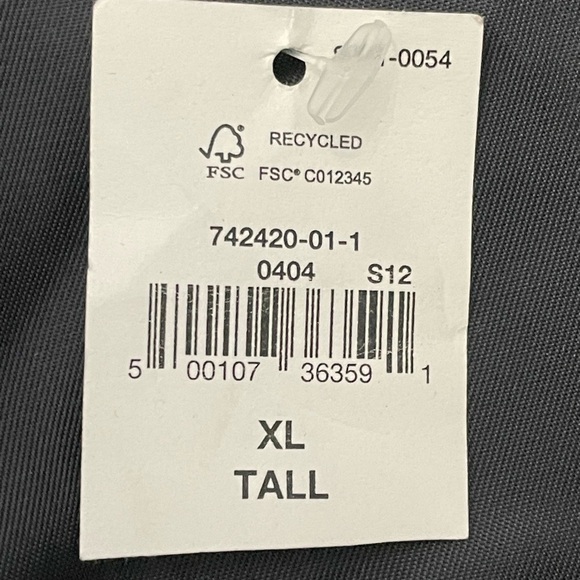 -0054
RECYCLED
FSC FSC® C012345
742420-01-1
0404 S12
5 00107 36359 1
XL
TALL